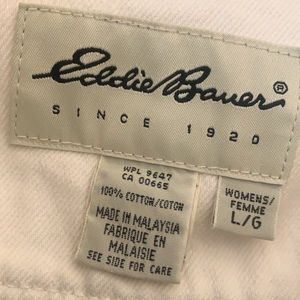 Eddie Bauer®
SINCE 1920
WPL 9647
CA 00665
100% COTTON/COTON
MADE IN MALAYSIA
FABRIQUE EN
MALAISIE
SEE SIDE FOR CARE
WOMENS/
FEMME
L/G